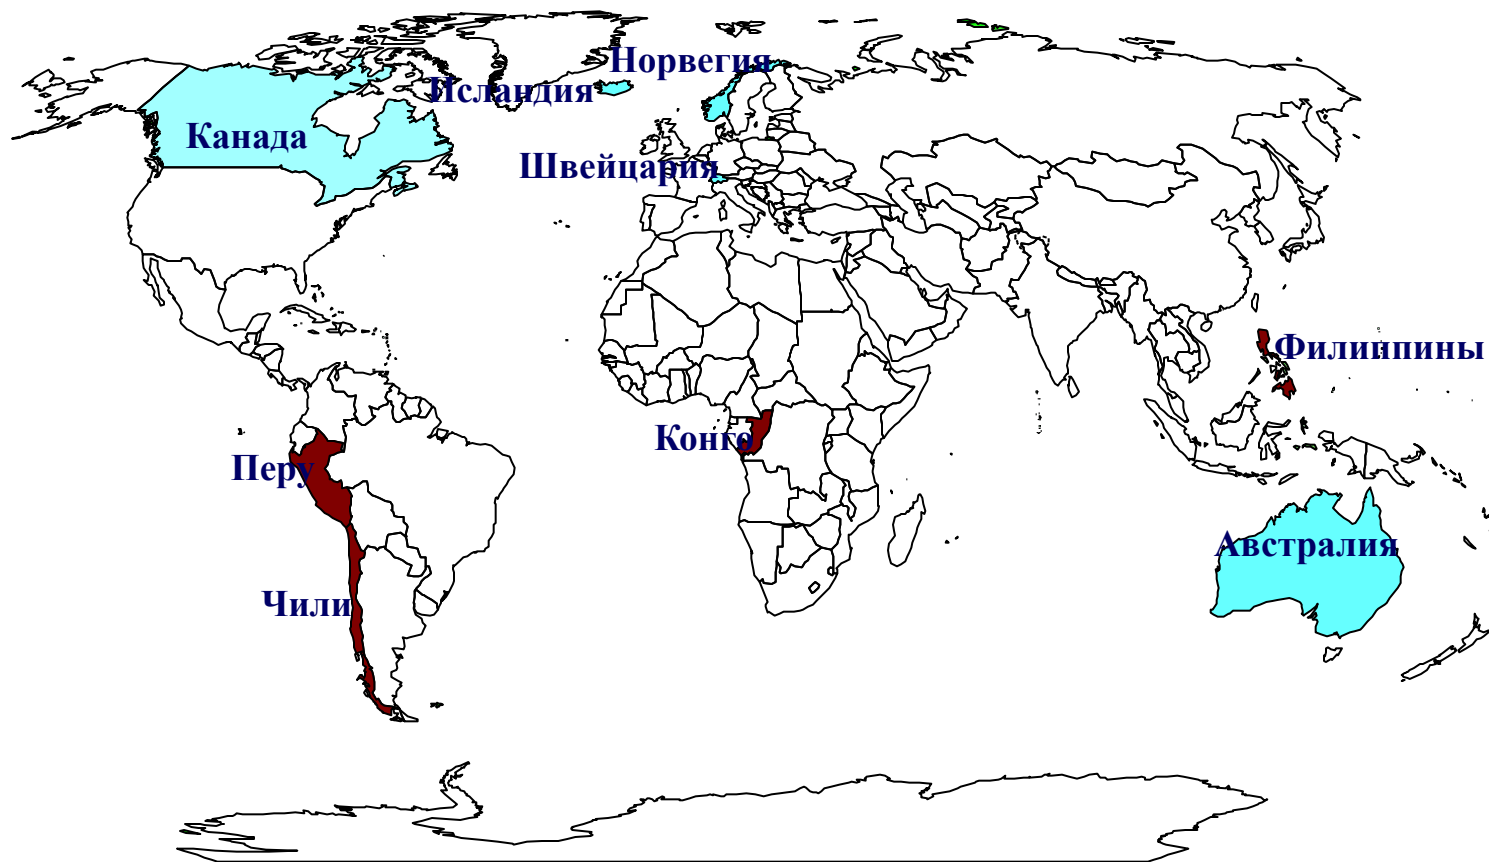 Норвегия
Исландия
Канада
Швейцария
Филиппины
Конго
Перу
Австралия
Чили